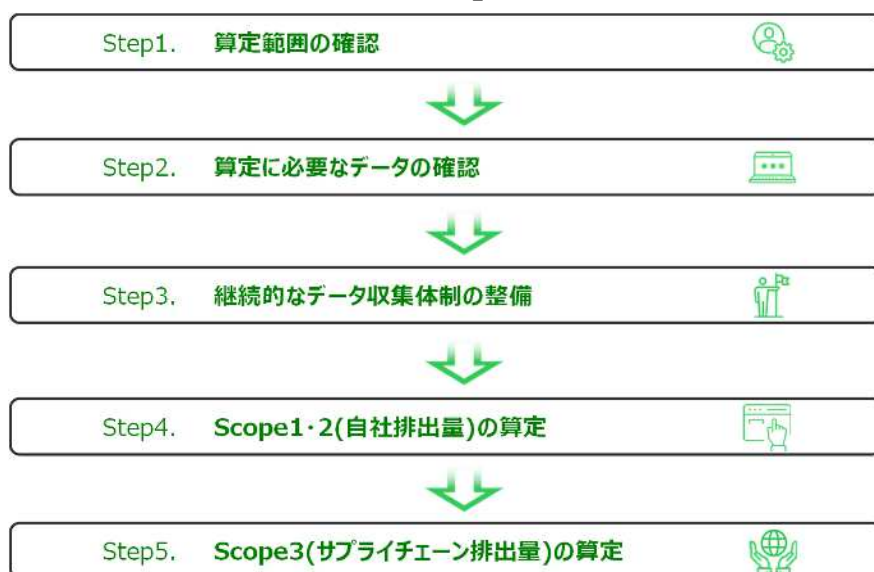 Step1. 算定範囲の確認
Step2. 算定に必要なデータの確認
Step3. 継続的なデータ収集体制の整備
Step4. Scope1・2(自社排出量)の算定
Step5. Scope3(サプライチェーン排出量)の算定